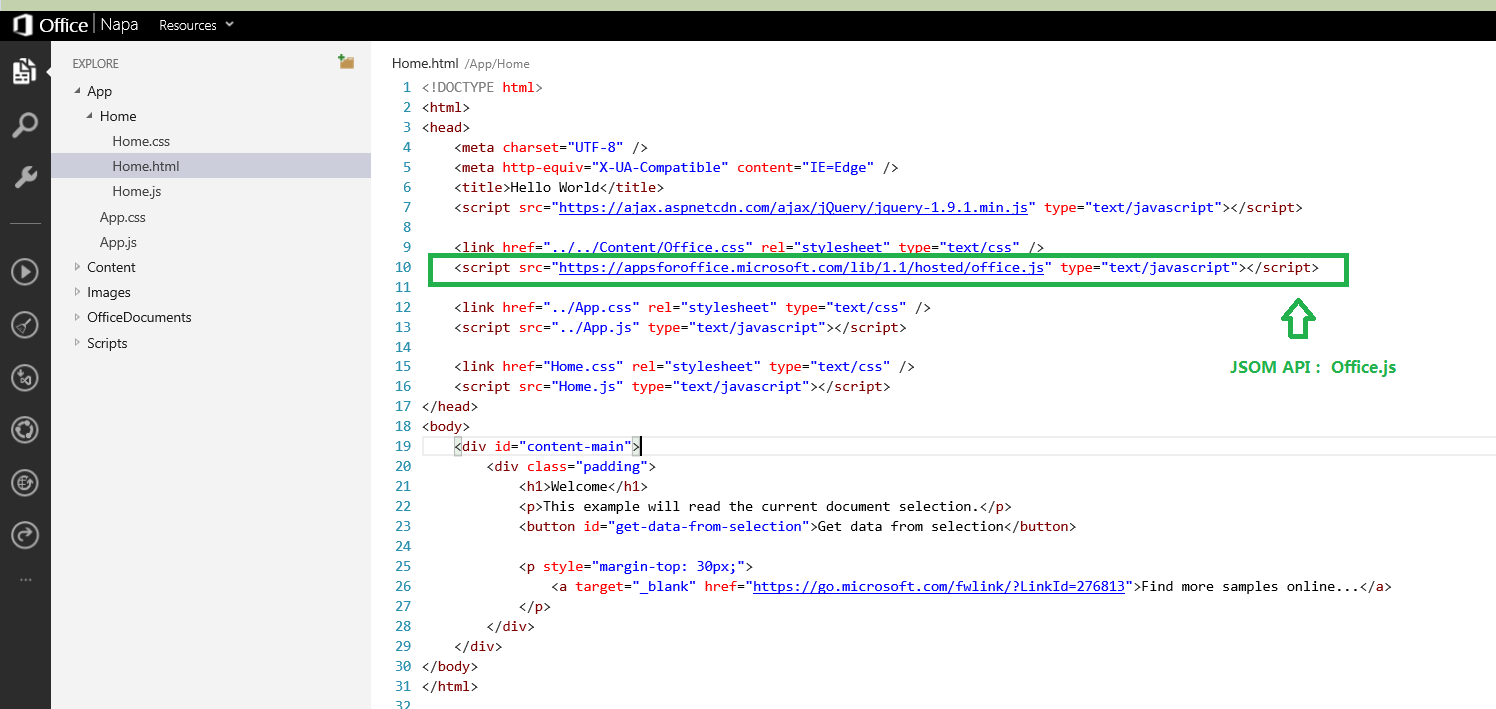 Office | Napa Resources
EXPLORE
App
Home
Home.css
Home.html
Home.js
App.css
App.js
Content
Images
OfficeDocuments
Scripts
...
Home.html /App/Home
1 <!DOCTYPE html>
2 <html>
3 <head>
4 <meta charset="UTF-8" />
5 <meta http-equiv="X-UA-Compatible" content="IE=Edge" />
6 <title>Hello World</title>
7 <script src="https://ajax.aspnetcdn.com/ajax/jQuery/jquery-1.9.1.min.js" type="text/javascript"></script>
8
9 <link href="../../Content/Office.css" rel="stylesheet" type="text/css" />
10 <script src="https://appsforoffice.microsoft.com/lib/1.1/hosted/office.js" type="text/javascript"></script>
11
12 <link href="../App.css" rel="stylesheet" type="text/css" />
13 <script src="../App.js" type="text/javascript"></script>
14
15 <link href="Home.css" rel="stylesheet" type="text/css" />
16 <script src="Home.js" type="text/javascript"></script>
JSOM API : Office.js
17 </head>
18 <body>
19 <div id="content-main">
20 <div class="padding">
21 <h1>Welcome</h1>
22 <p>This example will read the current document selection.</p>
23 <button id="get-data-from-selection">Get data from selection</button>
24
25 <p style="margin-top: 30px;">
26 <a target="_blank" href="https://go.microsoft.com/fwlink/?LinkId=276813">Find more samples online...</a>
27 </p>
28 </div>
29 </div>
30 </body>
31 </html>
32